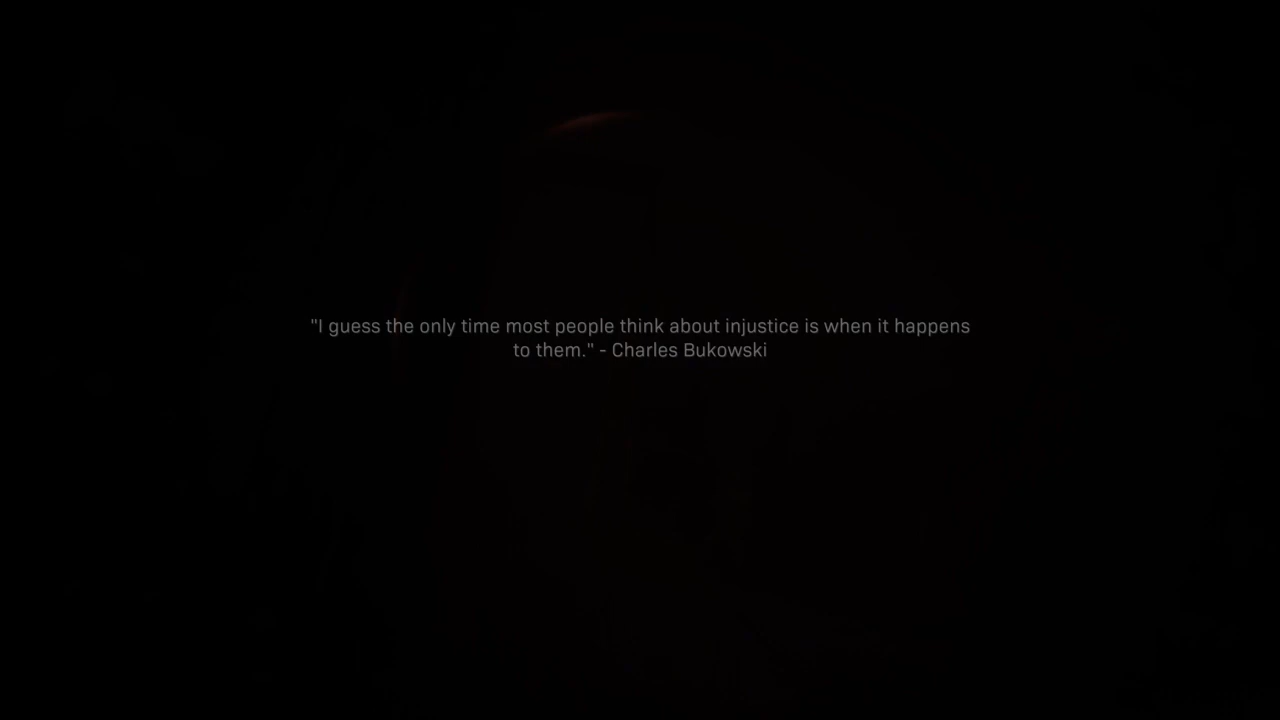 "I guess the only time most people think about injustice is when it happens
to them." - Charles Bukowski